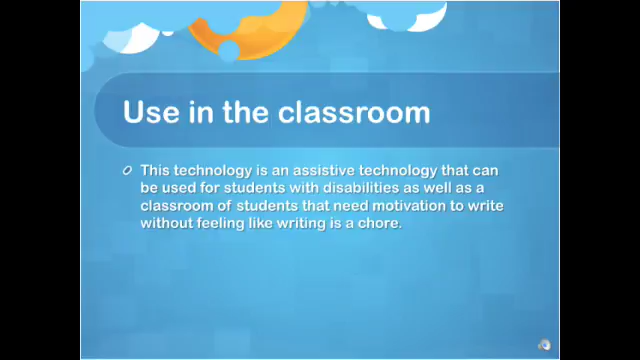 Use in the classroom
This technology is an assistive technology that can
be used for students with disabilities as well as a
classroom of students that need motivation to write
without feeling like writing is a chore.